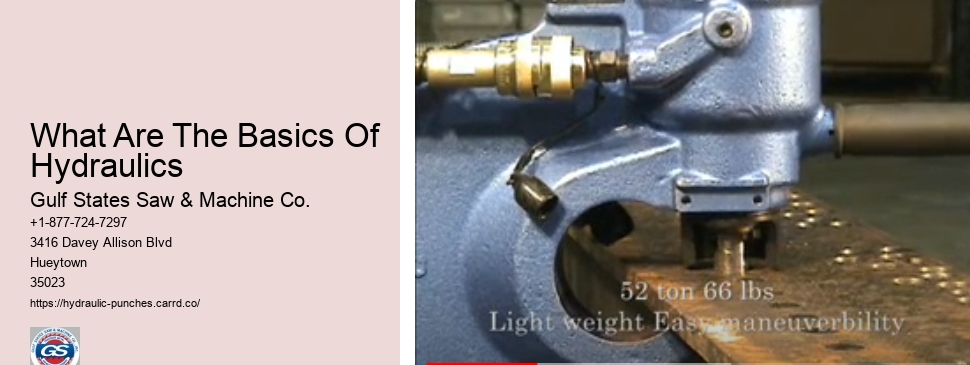 What Are The Basics Of
Hydraulics
Gulf States Saw & Machine Co.
+1-877-724-7297
3416 Davey Allison Blvd
Hueytown
35023
https://hydraulic-punches.carrd.co/
GS
52 ton 66 lbs
Light weight Easy maneuverbility